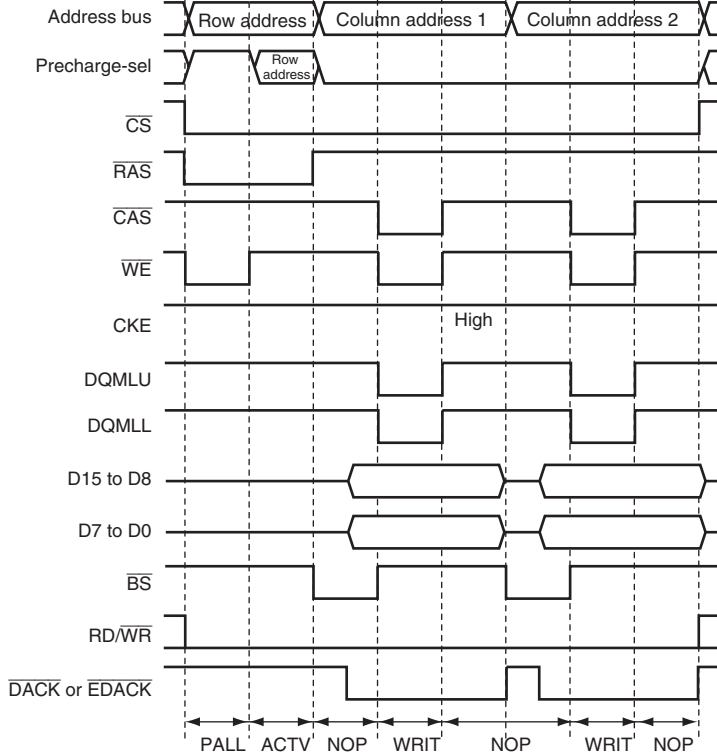 Address bus Row address Column address 1 Column address 2
Precharge-sel Row address
CS
RAS
CAS
WE
CKE High
DQMLU
DQMLL
D15 to D8
D7 to D0
BS
RD/WR
DACK or EDACK
PALL ACTV NOP WRIT NOP WRIT NOP